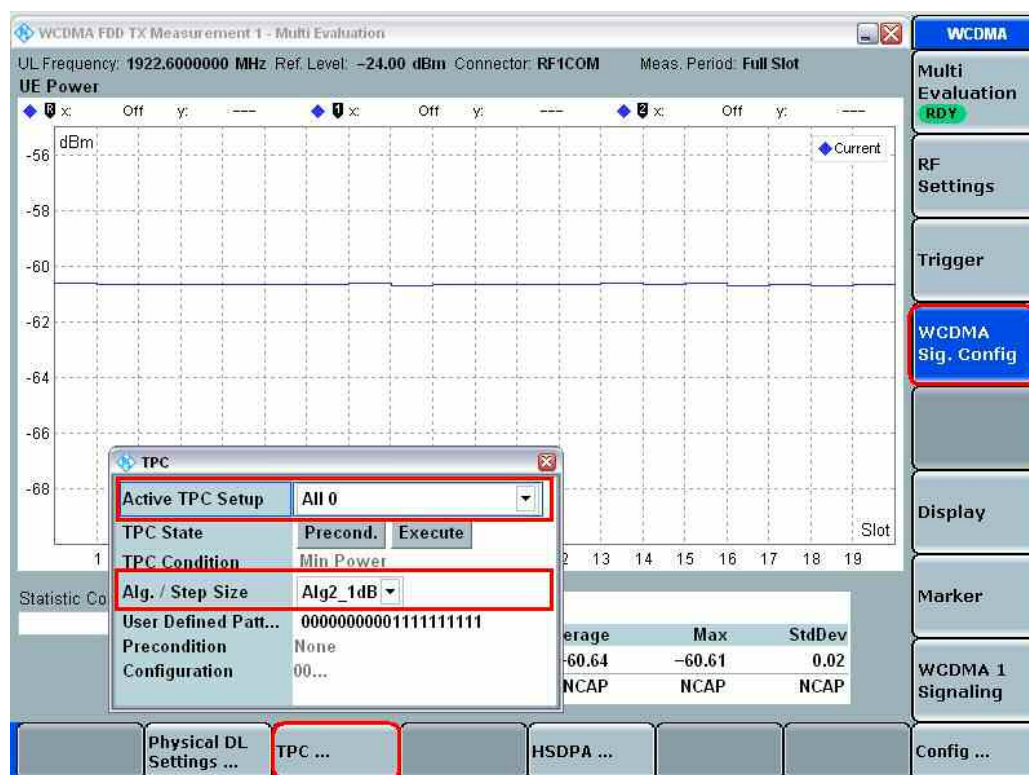 WCDMA FDD TX Measurement 1 - Multi Evaluation
UL Frequency: 1922.6000000 MHz Ref. Level: -24.00 dBm Connector: RF1COM Meas. Period: Full Slot
UE Power
R x: Off y: --- 1 x: Off y: --- 2 x: Off y: ---
dBm
Current
-56
-58
-60
-62
-64
-66
-68
Slot
1 2 13 14 15 16 17 18 19
TPC
Active TPC Setup All 0
TPC State Precond. Execute
TPC Condition Min Power
Alg. / Step Size Alg2_1dB
User Defined Patt... 00000000001111111111
Precondition None
Configuration 00...
Statistic Co
erage Max StdDev
-60.64 -60.61 0.02
NCAP NCAP NCAP
WCDMA
Multi
Evaluation
RDY
RF
Settings
Trigger
WCDMA
Sig. Config
Display
Marker
WCDMA 1
Signaling
Physical DL
Settings ...
TPC ...
HSDPA ...
Config ...